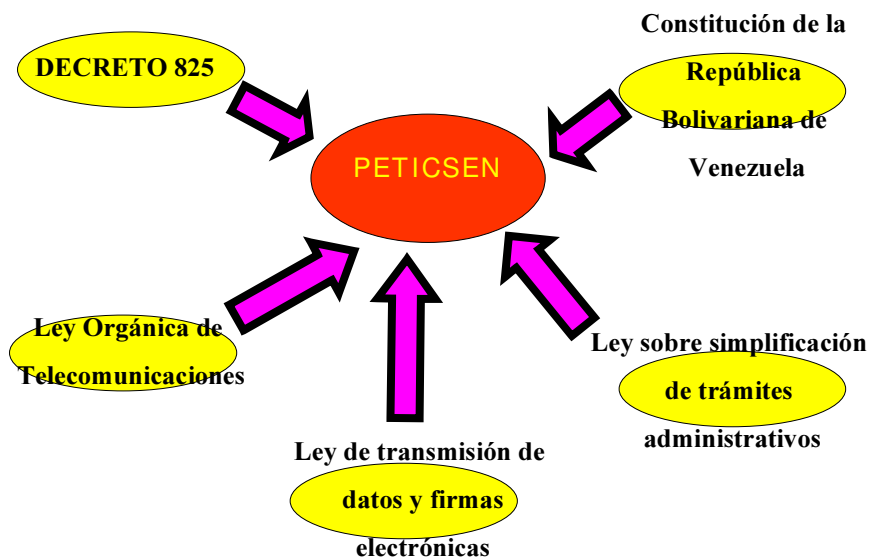 DECRETO 825
Constitución de la
República
Bolivariana de
Venezuela
PETICSEN
Ley Orgánica de
Telecomunicaciones
Ley sobre simplificación
de trámites
administrativos
Ley de transmisión de
datos y firmas
electrónicas